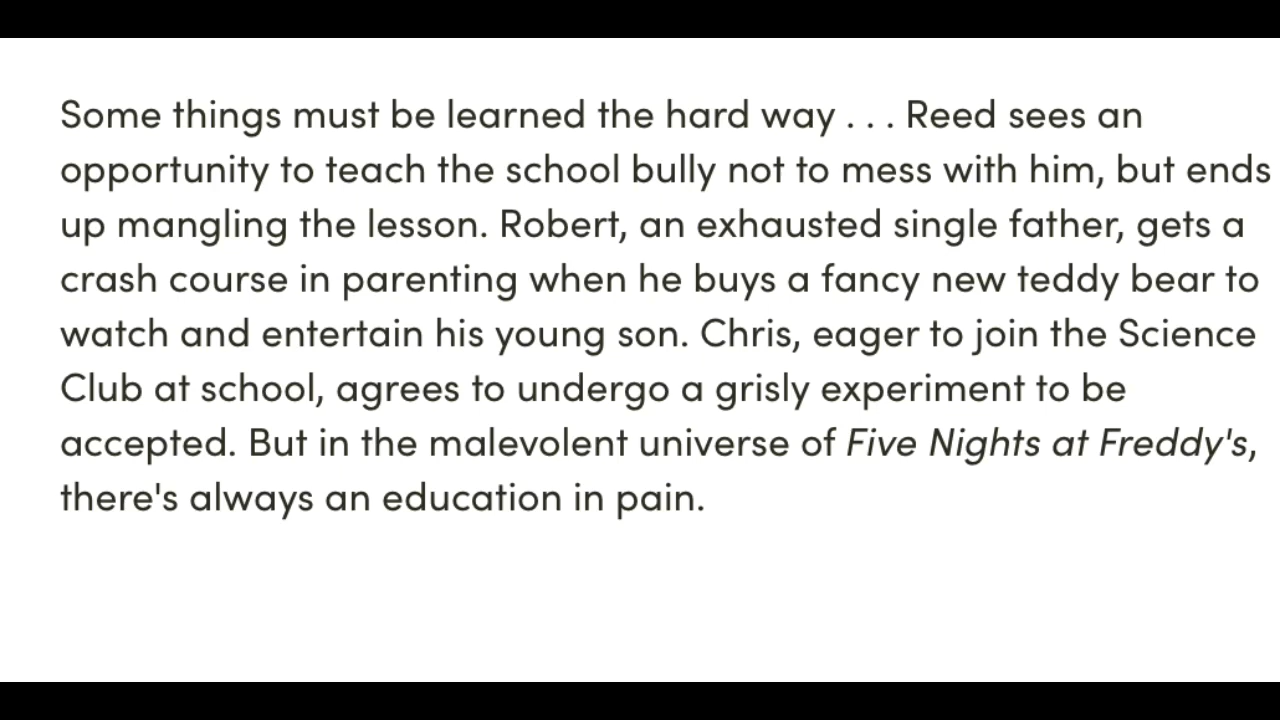 Some things must be learned the hard way . . . Reed sees an
opportunity to teach the school bully not to mess with him, but ends
up mangling the lesson. Robert, an exhausted single father, gets a
crash course in parenting when he buys a fancy new teddy bear to
watch and entertain his young son. Chris, eager to join the Science
Club at school, agrees to undergo a grisly experiment to be
accepted. But in the malevolent universe of Five Nights at Freddy's,
there's always an education in pain.